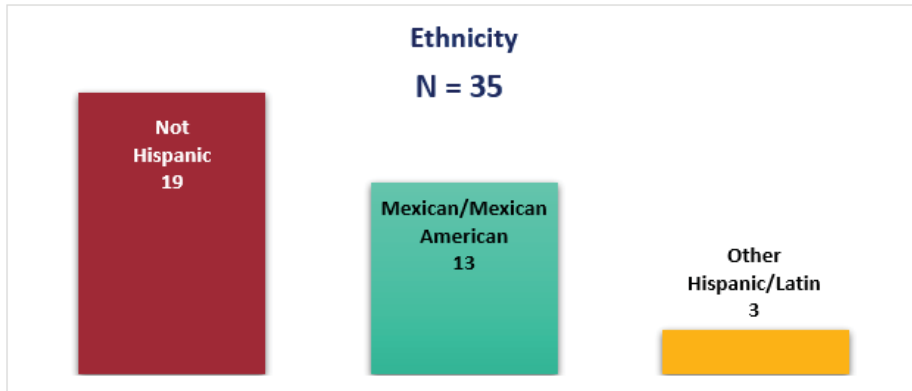 Ethnicity
N = 35
Not
Hispanic
19
Mexican/Mexican
American
13
Other
Hispanic/Latin
3